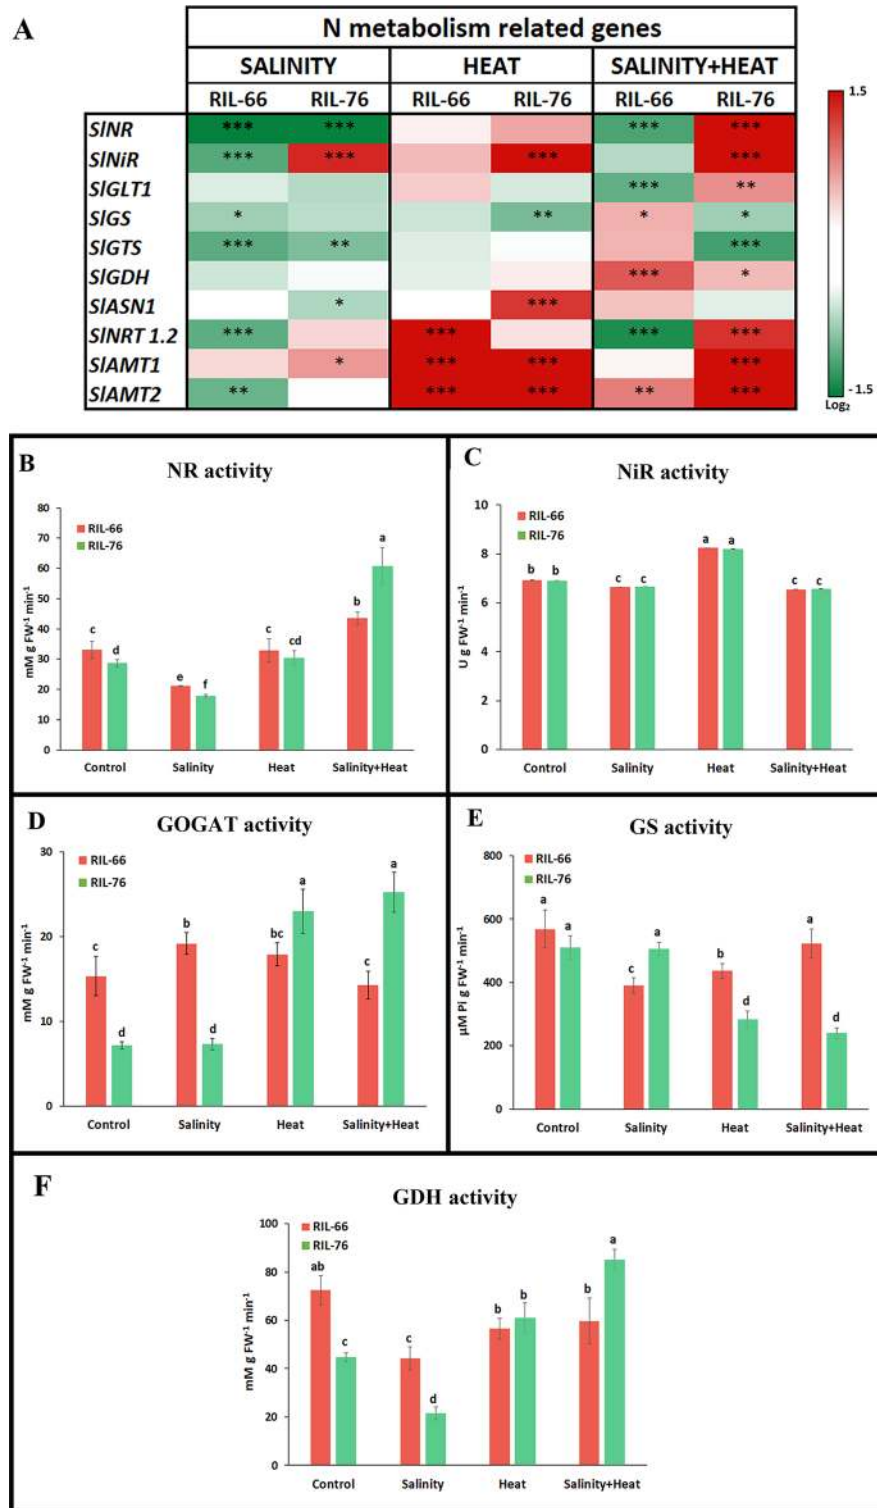 A
N metabolism related genes
SALINITY HEAT SALINITY+HEAT
RIL-66 RIL-76 RIL-66 RIL-76 RIL-66 RIL-76
SlNR *** *** *** ***
SlNiR *** *** *** ***
SlGLT1 *** **
SlGS * ** * *
SlGTS *** ** ***
SlGDH *** *
SlASN1 * ***
SlNRT 1.2 *** *** *** ***
SlAMT1 * *** *** ***
SlAMT2 ** *** *** ** ***
1.5
-1.5
Log₂
B
NR activity
RIL-66
RIL-76
mM g FW⁻¹ min⁻¹
80
70
60
50
40
30
20
10
0
c d e f c cd b a
Control Salinity Heat Salinity+Heat
C
NiR activity
RIL-66
RIL-76
U g FW⁻¹ min⁻¹
10
8
6
4
2
0
b b c c a a c c
Control Salinity Heat Salinity+Heat
D
GOGAT activity
RIL-66
RIL-76
mM g FW⁻¹ min⁻¹
30
20
10
0
c d b d bc a c a
Control Salinity Heat Salinity+Heat
E
GS activity
RIL-66
RIL-76
µM Pi g FW⁻¹ min⁻¹
800
600
400
200
0
a a c a b d a d
Control Salinity Heat Salinity+Heat
F
GDH activity
RIL-66
RIL-76
mM g FW⁻¹ min⁻¹
100
80
60
40
20
0
ab c c d b b b a
Control Salinity Heat Salinity+Heat